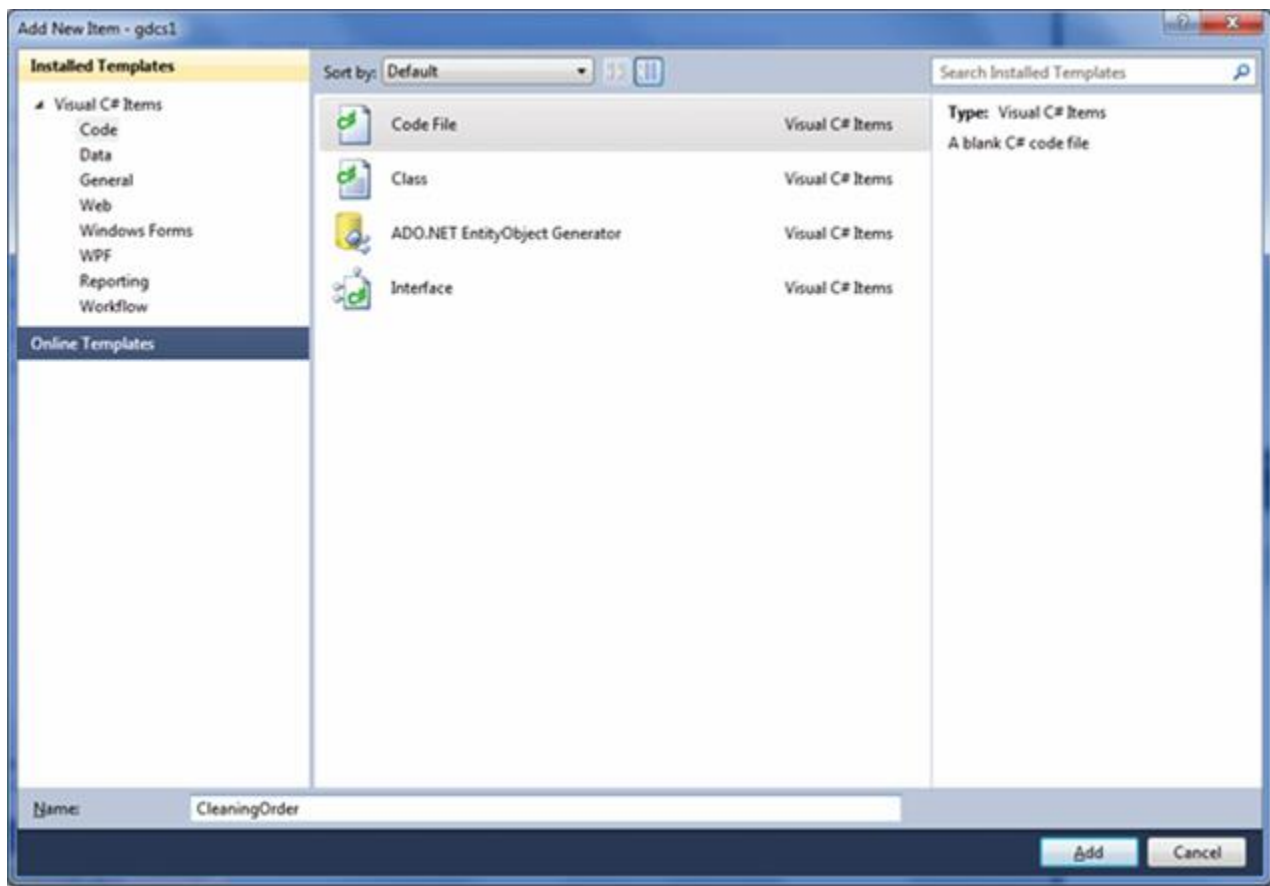 Add New Item - gdcs1
Installed Templates
Visual C# Items
Code
Data
General
Web
Windows Forms
WPF
Reporting
Workflow
Online Templates
Sort by: Default
Code File Visual C# Items
Class Visual C# Items
ADO.NET EntityObject Generator Visual C# Items
Interface Visual C# Items
Search Installed Templates
Type: Visual C# Items
A blank C# code file
Name: CleaningOrder
Add Cancel